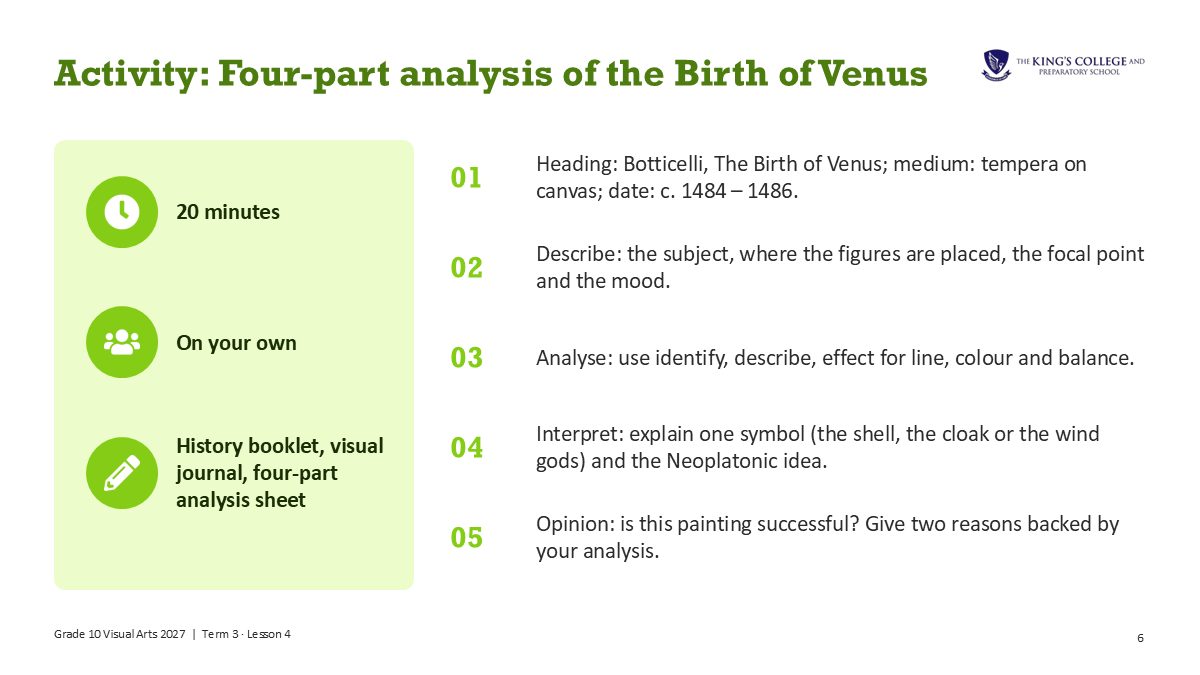 Activity: Four-part analysis of the Birth of Venus
THE KING'S COLLEGE AND
PREPARATORY SCHOOL
20 minutes
On your own
History booklet, visual
journal, four-part
analysis sheet
01
Heading: Botticelli, The Birth of Venus; medium: tempera on
canvas; date: c. 1484 – 1486.
02
Describe: the subject, where the figures are placed, the focal point
and the mood.
03
Analyse: use identify, describe, effect for line, colour and balance.
04
Interpret: explain one symbol (the shell, the cloak or the wind
gods) and the Neoplatonic idea.
05
Opinion: is this painting successful? Give two reasons backed by
your analysis.
Grade 10 Visual Arts 2027 | Term 3 · Lesson 4
6